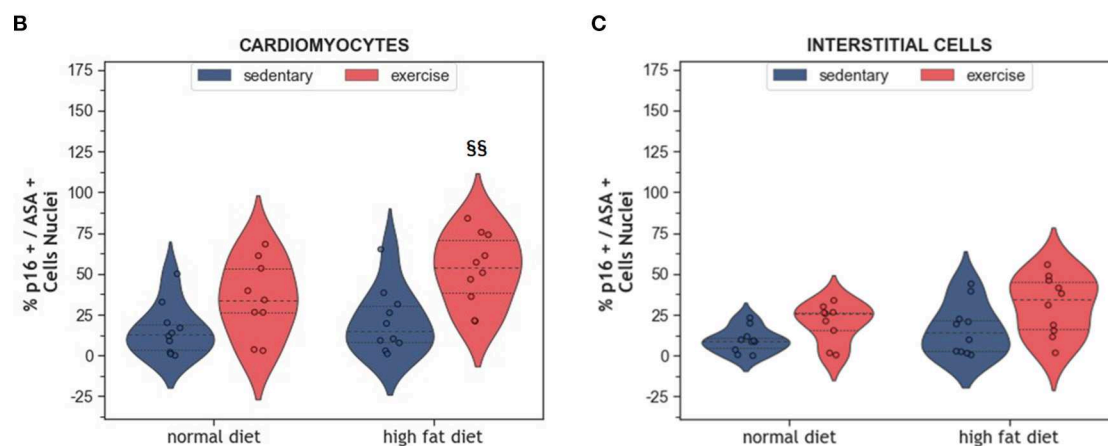 B
CARDIOMYOCYTES
sedentary exercise
175
150
125
100
75
50
25
0
-25
% p16 + / ASA +
Cells Nuclei
§§
normal diet high fat diet
C
INTERSTITIAL CELLS
sedentary exercise
175
150
125
100
75
50
25
0
-25
% p16 + / ASA +
Cells Nuclei
normal diet high fat diet